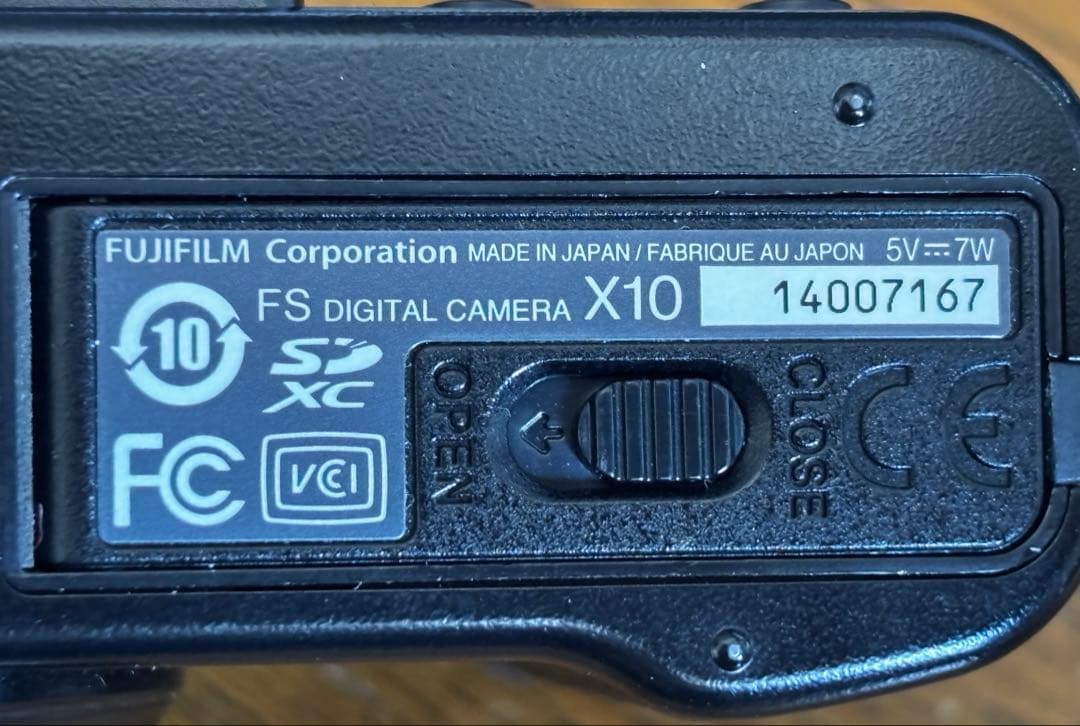 FUJIFILM Corporation MADE IN JAPAN / FABRIQUE AU JAPON 5V⎓7W
FS DIGITAL CAMERA X10 14007167
10
SD
XC
FC
VCCI
OPEN
CLOSE
CE